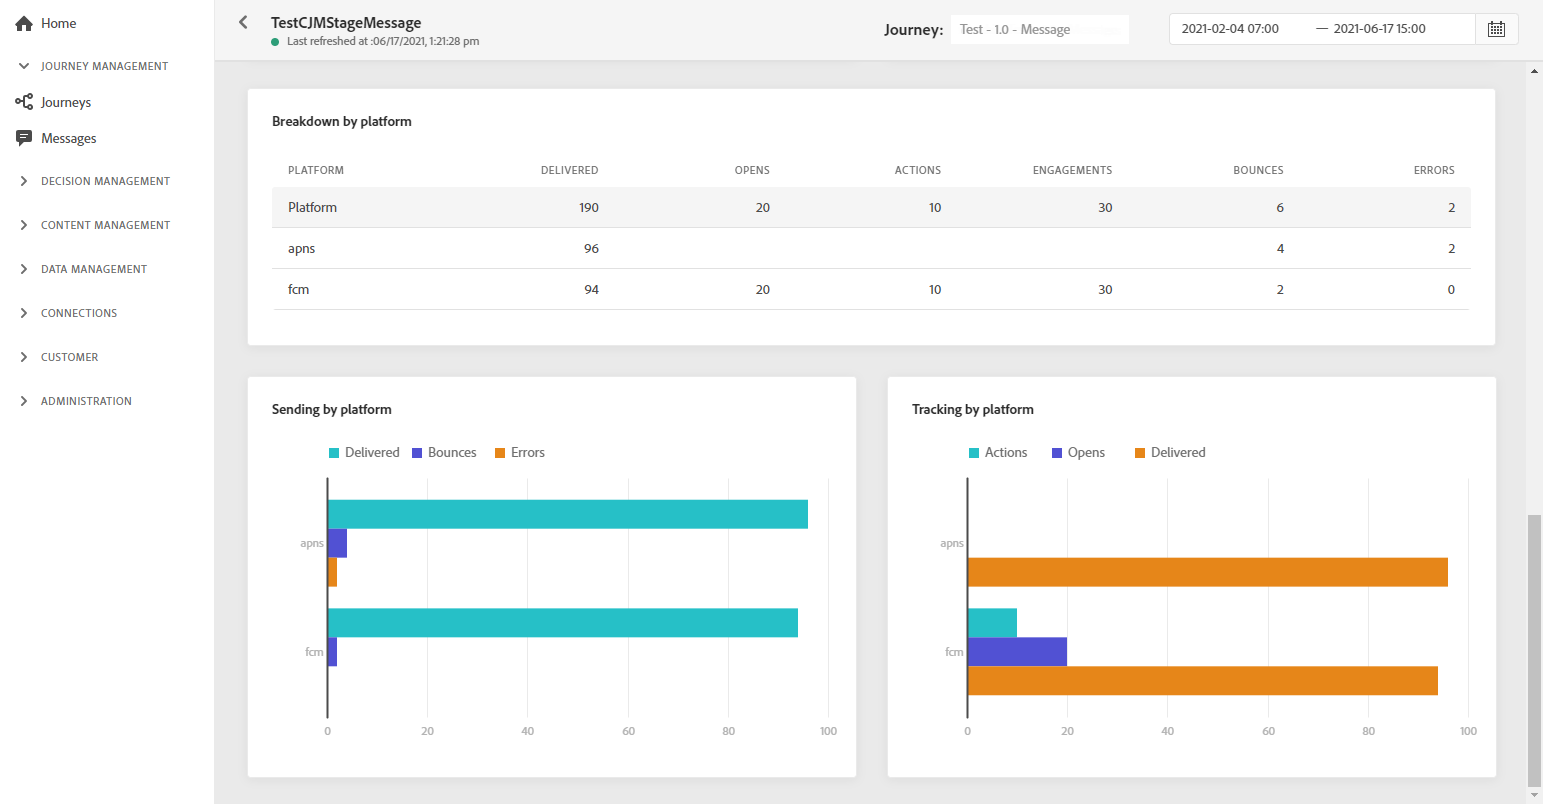 Home
JOURNEY MANAGEMENT
Journeys
Messages
DECISION MANAGEMENT
CONTENT MANAGEMENT
DATA MANAGEMENT
CONNECTIONS
CUSTOMER
ADMINISTRATION
TestCJMStageMessage
Last refreshed at :06/17/2021, 1:21:28 pm
Journey: Test - 1.0 - Message
2021-02-04 07:00 — 2021-06-17 15:00
Breakdown by platform
PLATFORM DELIVERED OPENS ACTIONS ENGAGEMENTS BOUNCES ERRORS
Platform 190 20 10 30 6 2
apns 96 4 2
fcm 94 20 10 30 2 0
Sending by platform
Delivered Bounces Errors
apns
fcm
0 20 40 60 80 100
Tracking by platform
Actions Opens Delivered
apns
fcm
0 20 40 60 80 100